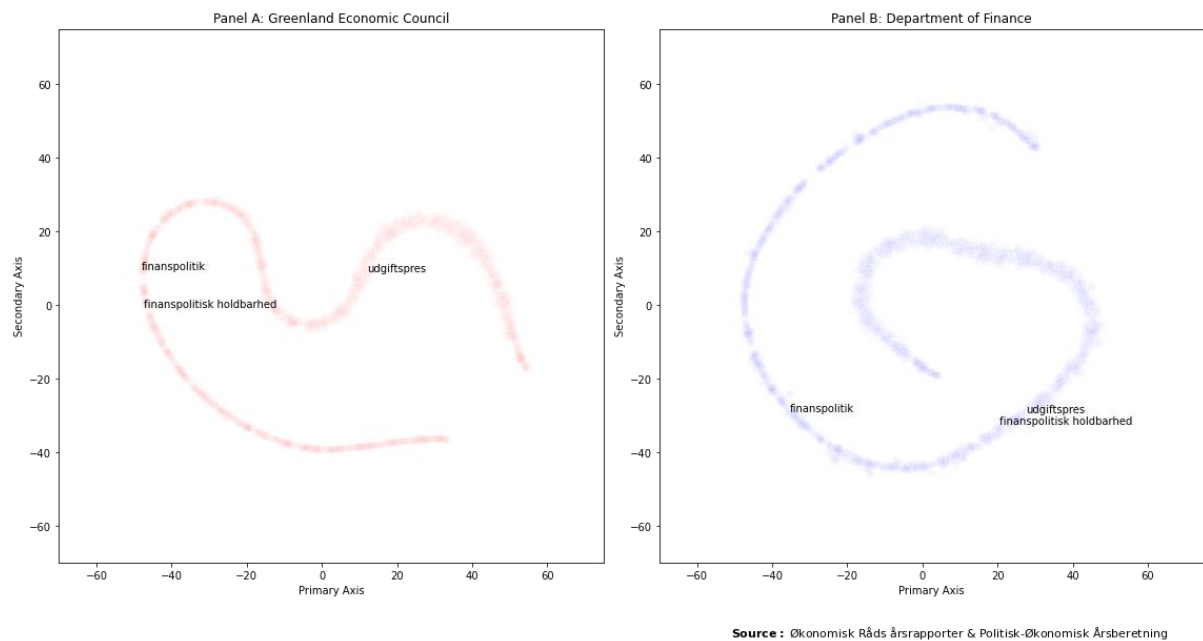 Panel A: Greenland Economic Council
60
40
20
0
−20
−40
−60
Secondary Axis
finanspolitik
udgiftspres
finanspolitisk holdbarhed
−60 −40 −20 0 20 40 60
Primary Axis
Panel B: Department of Finance
60
40
20
0
−20
−40
−60
Secondary Axis
finanspolitik
udgiftspres
finanspolitisk holdbarhed
−60 −40 −20 0 20 40 60
Primary Axis
Source : Økonomisk Råds årsrapporter & Politisk-Økonomisk Årsberetning